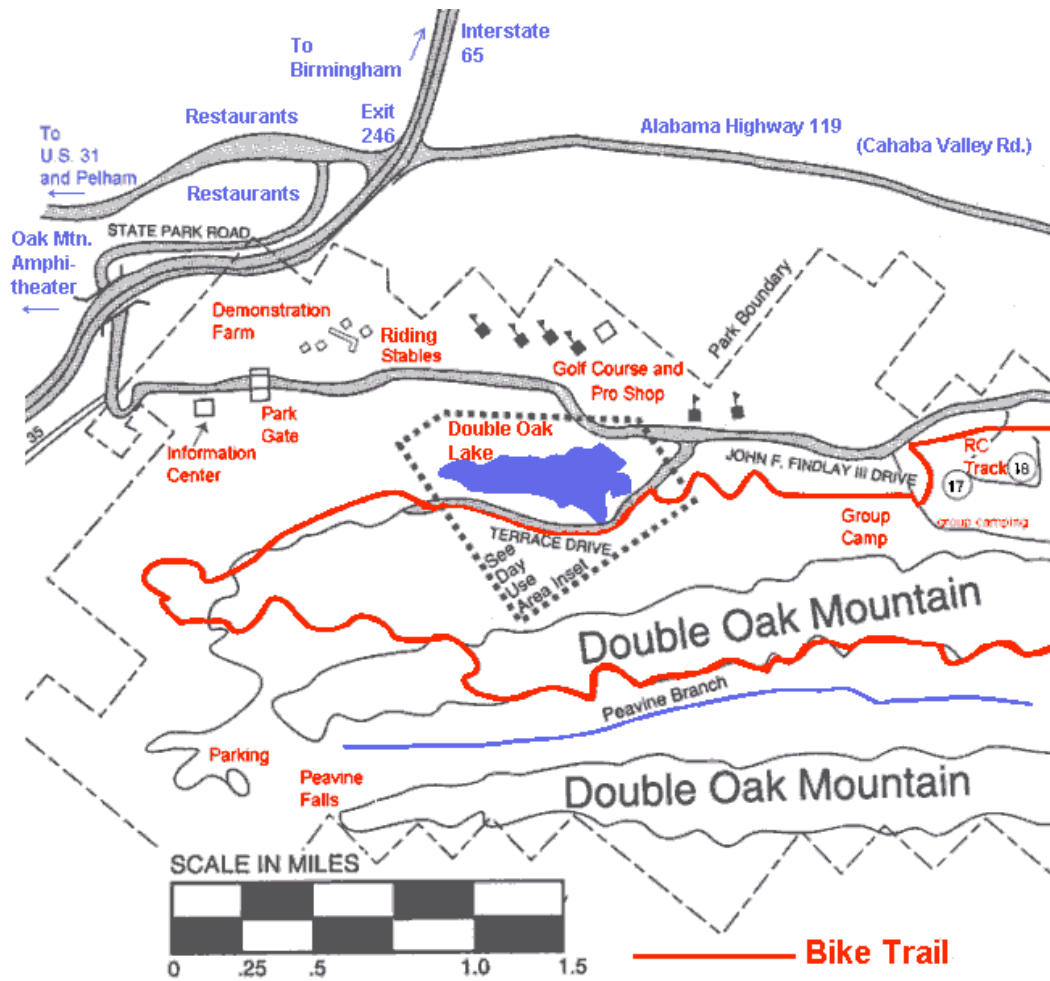 To
Birmingham
Interstate
65
Restaurants
Exit
246
Alabama Highway 119
(Cahaba Valley Rd.)
To
U.S. 31
and Pelham
Restaurants
STATE PARK ROAD
Oak Mtn.
Amphi-
theater
Park Boundary
Demonstration
Farm
Riding
Stables
Golf Course and
Pro Shop
35
Park
Gate
Information
Center
Double Oak
Lake
JOHN F. FINDLAY III DRIVE
RC
Track
17
18
Group
Camp
group camping
TERRACE DRIVE
See
Day
Use
Area Inset
Double Oak Mountain
Peavine Branch
Parking
Peavine
Falls
Double Oak Mountain
SCALE IN MILES
0 .25 .5 1.0 1.5
Bike Trail